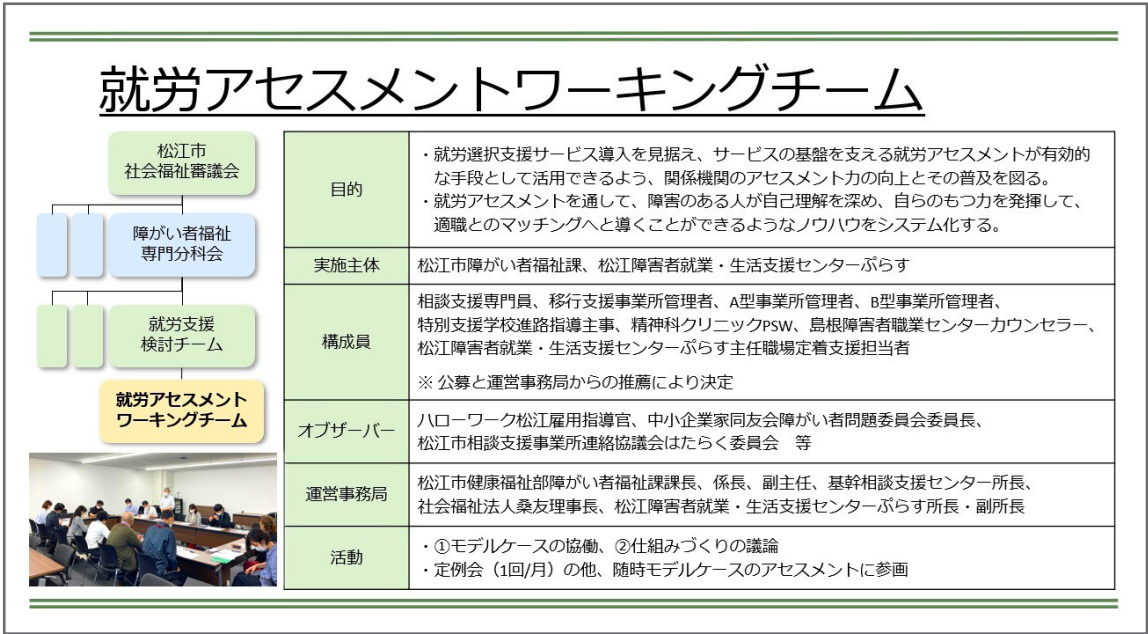 就労アセスメントワーキングチーム
松江市
社会福祉審議会
障がい者福祉
専門分科会
就労支援
検討チーム
就労アセスメント
ワーキングチーム
目的
・就労選択支援サービス導入を見据え、サービスの基盤を支える就労アセスメントが有効的
な手段として活用できるよう、関係機関のアセスメント力の向上とその普及を図る。
・就労アセスメントを通して、障害のある人が自己理解を深め、自らのもつ力を発揮して、
適職とのマッチングへと導くことができるようなノウハウをシステム化する。
実施主体
松江市障がい者福祉課、松江障害者就業・生活支援センターぷらす
構成員
相談支援専門員、移行支援事業所管理者、A型事業所管理者、B型事業所管理者、
特別支援学校進路指導主事、精神科クリニックPSW、島根障害者職業センターカウンセラー、
松江障害者就業・生活支援センターぷらす主任職場定着支援担当者
※ 公募と運営事務局からの推薦により決定
オブザーバー
ハローワーク松江雇用指導官、中小企業家同友会障がい者問題委員会委員長、
松江市相談支援事業所連絡協議会はたらく委員会　等
運営事務局
松江市健康福祉部障がい者福祉課課長、係長、副主任、基幹相談支援センター所長、
社会福祉法人桑友理事長、松江障害者就業・生活支援センターぷらす所長・副所長
活動
・①モデルケースの協働、②仕組みづくりの議論
・定例会（1回/月）の他、随時モデルケースのアセスメントに参画